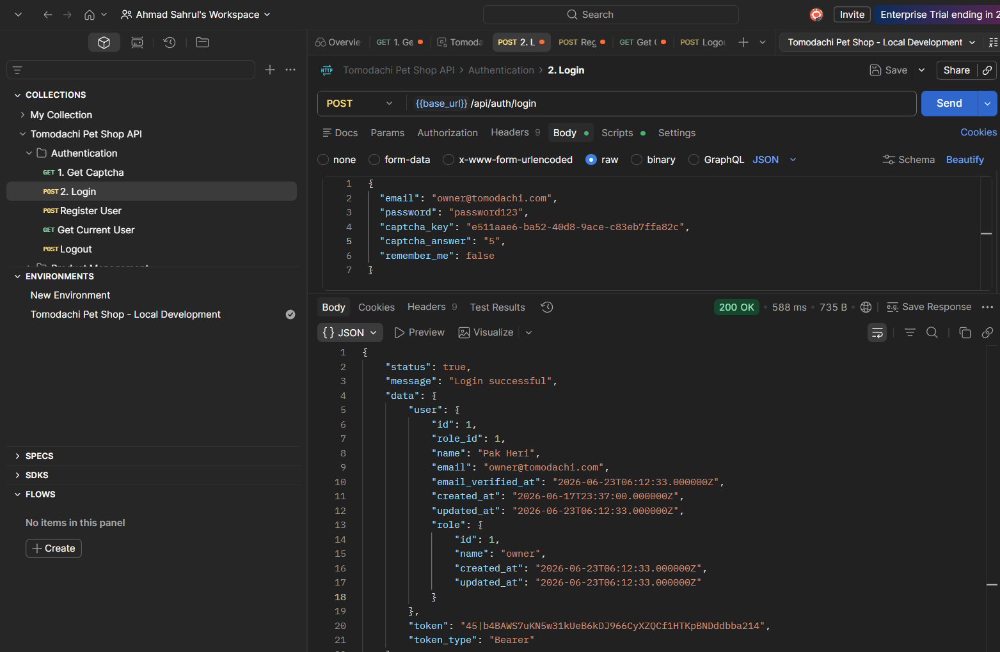 Ahmad Sahrul's Workspace
Search
Invite
Enterprise Trial ending in 2
Overvie
GET 1. Ge
Tomoda
POST 2. L
POST Reg
GET Get (
POST Logou
Tomodachi Pet Shop - Local Development
HTTP
Tomodachi Pet Shop API > Authentication > 2. Login
Save
Share
COLLECTIONS
My Collection
Tomodachi Pet Shop API
Authentication
GET 1. Get Captcha
POST 2. Login
POST Register User
GET Get Current User
POST Logout
Product Management
ENVIRONMENTS
New Environment
Tomodachi Pet Shop - Local Development
SPECS
SDKS
FLOWS
No items in this panel
Create
POST
{{base_url}} /api/auth/login
Send
Docs Params Authorization Headers 9 Body Scripts Settings
Cookies
none form-data x-www-form-urlencoded raw binary GraphQL JSON
Schema Beautify
1 {
2 "email": "owner@tomodachi.com",
3 "password": "password123",
4 "captcha_key": "e511aae6-ba52-40d8-9ace-c83eb7ffa82c",
5 "captcha_answer": "5",
6 "remember_me": false
7 }
Body Cookies Headers 9 Test Results
200 OK • 588 ms • 735 B •
e.g. Save Response
{} JSON Preview Visualize
1 {
2 "status": true,
3 "message": "Login successful",
4 "data": {
5 "user": {
6 "id": 1,
7 "role_id": 1,
8 "name": "Pak Heri",
9 "email": "owner@tomodachi.com",
10 "email_verified_at": "2026-06-23T06:12:33.000000Z",
11 "created_at": "2026-06-17T23:37:00.000000Z",
12 "updated_at": "2026-06-23T06:12:33.000000Z",
13 "role": {
14 "id": 1,
15 "name": "owner",
16 "created_at": "2026-06-23T06:12:33.000000Z",
17 "updated_at": "2026-06-23T06:12:33.000000Z"
18 }
19 },
20 "token": "45|b4BAWS7uKN5w31kUeB6kDJ966CyXZQCf1HTKpBNDddbba214",
21 "token_type": "Bearer"